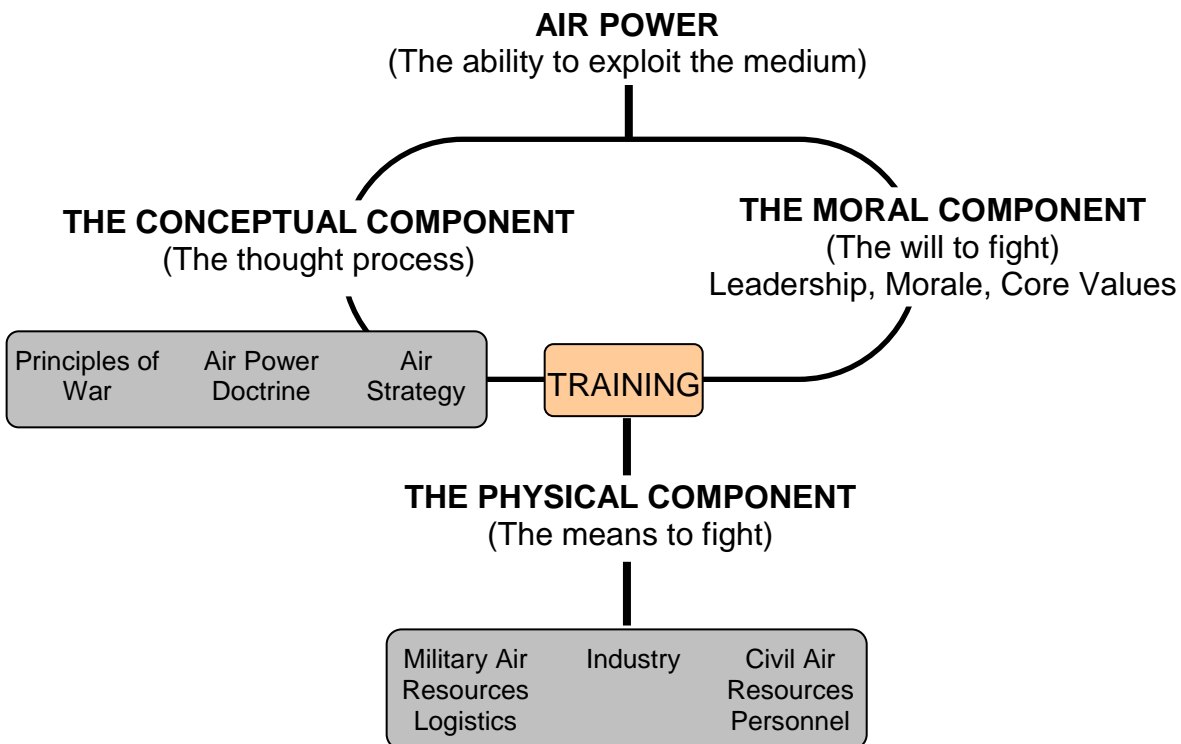 AIR POWER
(The ability to exploit the medium)
THE CONCEPTUAL COMPONENT
(The thought process)
THE MORAL COMPONENT
(The will to fight)
Leadership, Morale, Core Values
Principles of
War
Air Power
Doctrine
Air
Strategy
TRAINING
THE PHYSICAL COMPONENT
(The means to fight)
Military Air
Resources
Logistics
Industry
Civil Air
Resources
Personnel